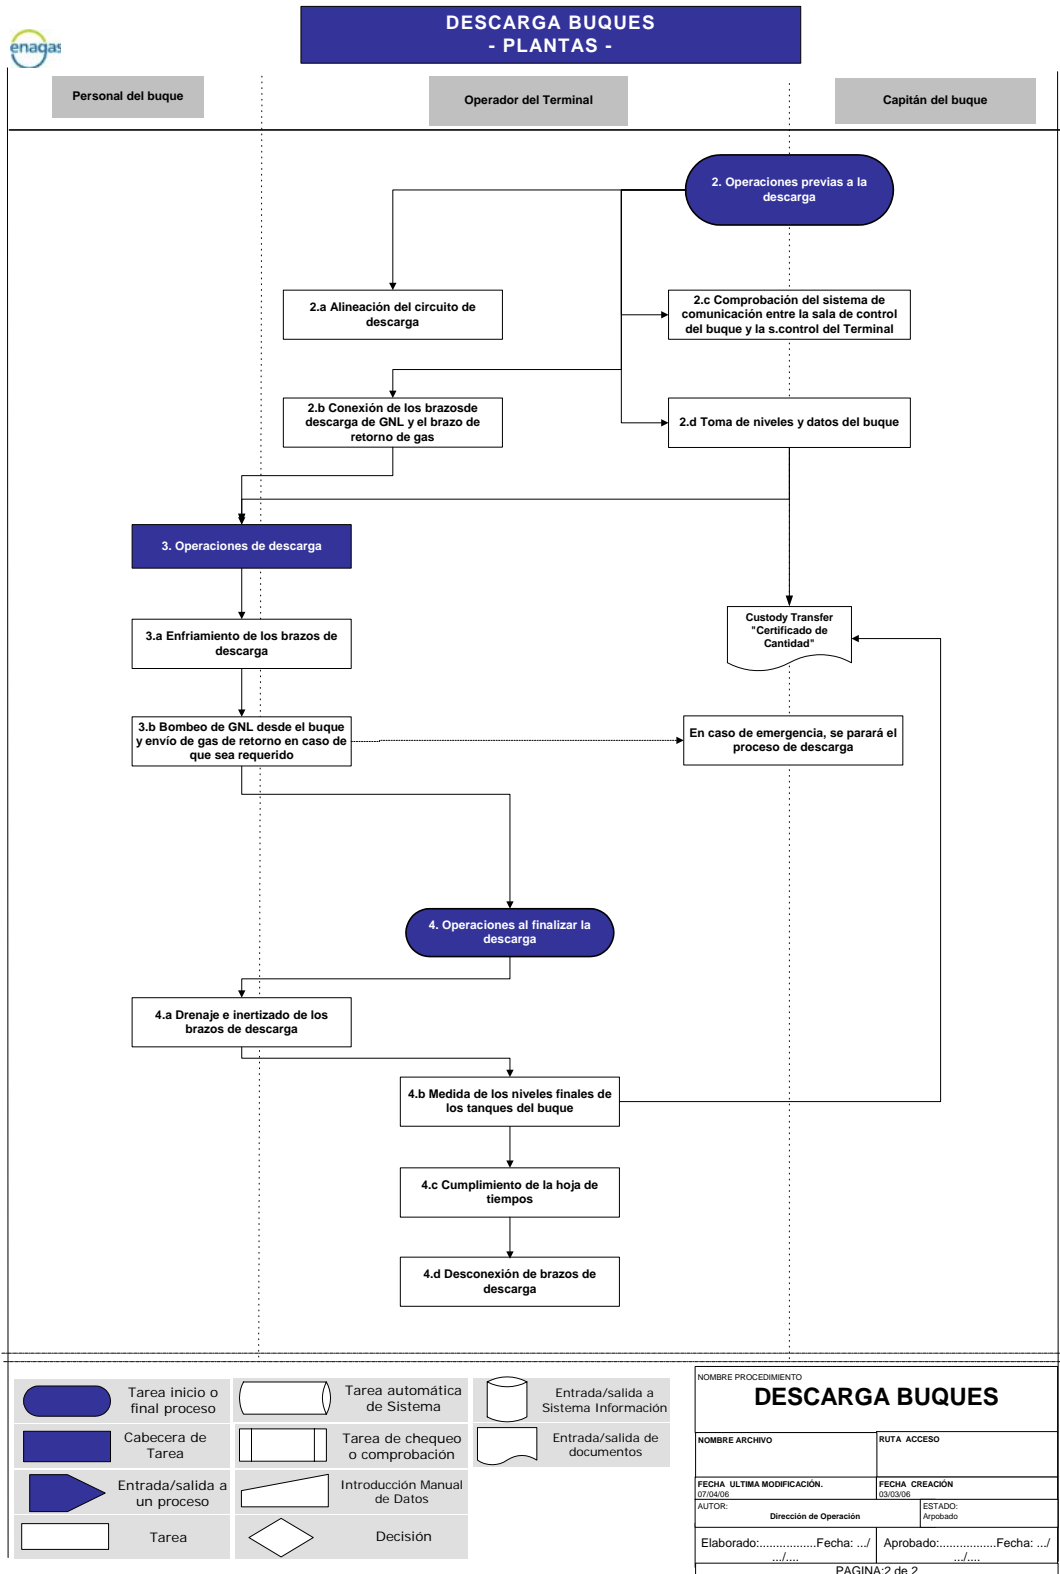 DESCARGA BUQUES
- PLANTAS -
enagas
Personal del buque
Operador del Terminal
Capitán del buque
2. Operaciones previas a la
descarga
2.a Alineación del circuito de
descarga
2.c Comprobación del sistema de
comunicación entre la sala de control
del buque y la s.control del Terminal
2.b Conexión de los brazosde
descarga de GNL y el brazo de
retorno de gas
2.d Toma de niveles y datos del buque
3. Operaciones de descarga
3.a Enfriamiento de los brazos de
descarga
Custody Transfer
"Certificado de
Cantidad"
3.b Bombeo de GNL desde el buque
y envío de gas de retorno en caso de
que sea requerido
En caso de emergencia, se parará el
proceso de descarga
4. Operaciones al finalizar la
descarga
4.a Drenaje e inertizado de los
brazos de descarga
4.b Medida de los niveles finales de
los tanques del buque
4.c Cumplimiento de la hoja de
tiempos
4.d Desconexión de brazos de
descarga
Tarea inicio o
final proceso
Tarea automática
de Sistema
Entrada/salida a
Sistema Información
Cabecera de
Tarea
Tarea de chequeo
o comprobación
Entrada/salida de
documentos
Entrada/salida a
un proceso
Introducción Manual
de Datos
Tarea
Decisión
NOMBRE PROCEDIMIENTO
DESCARGA BUQUES
NOMBRE ARCHIVO
RUTA ACCESO
FECHA ULTIMA MODIFICACIÓN.
07/04/06
FECHA CREACIÓN
03/03/06
AUTOR:
Dirección de Operación
ESTADO:
Arpobado
Elaborado:.................Fecha: .../
.../....
Aprobado:.................Fecha: .../
.../....
PAGINA:2 de 2